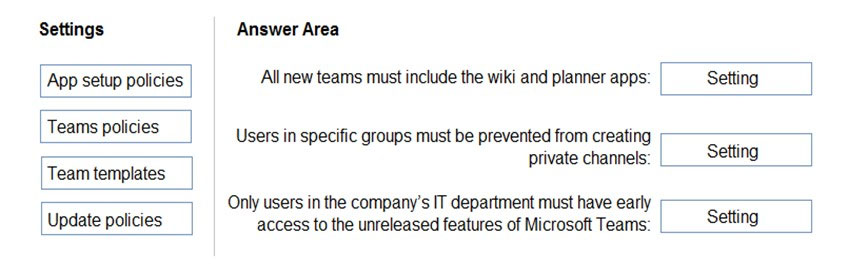 Settings
App setup policies
Teams policies
Team templates
Update policies
Answer Area
All new teams must include the wiki and planner apps:
Setting
Users in specific groups must be prevented from creating
private channels:
Setting
Only users in the company's IT department must have early
access to the unreleased features of Microsoft Teams:
Setting